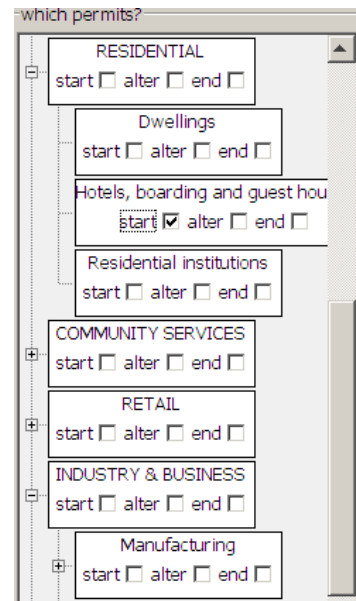 which permits?
RESIDENTIAL
start alter end
Dwellings
start alter end
Hotels, boarding and guest hou
start alter end
Residential institutions
start alter end
COMMUNITY SERVICES
start alter end
RETAIL
start alter end
INDUSTRY & BUSINESS
start alter end
Manufacturing
start alter end